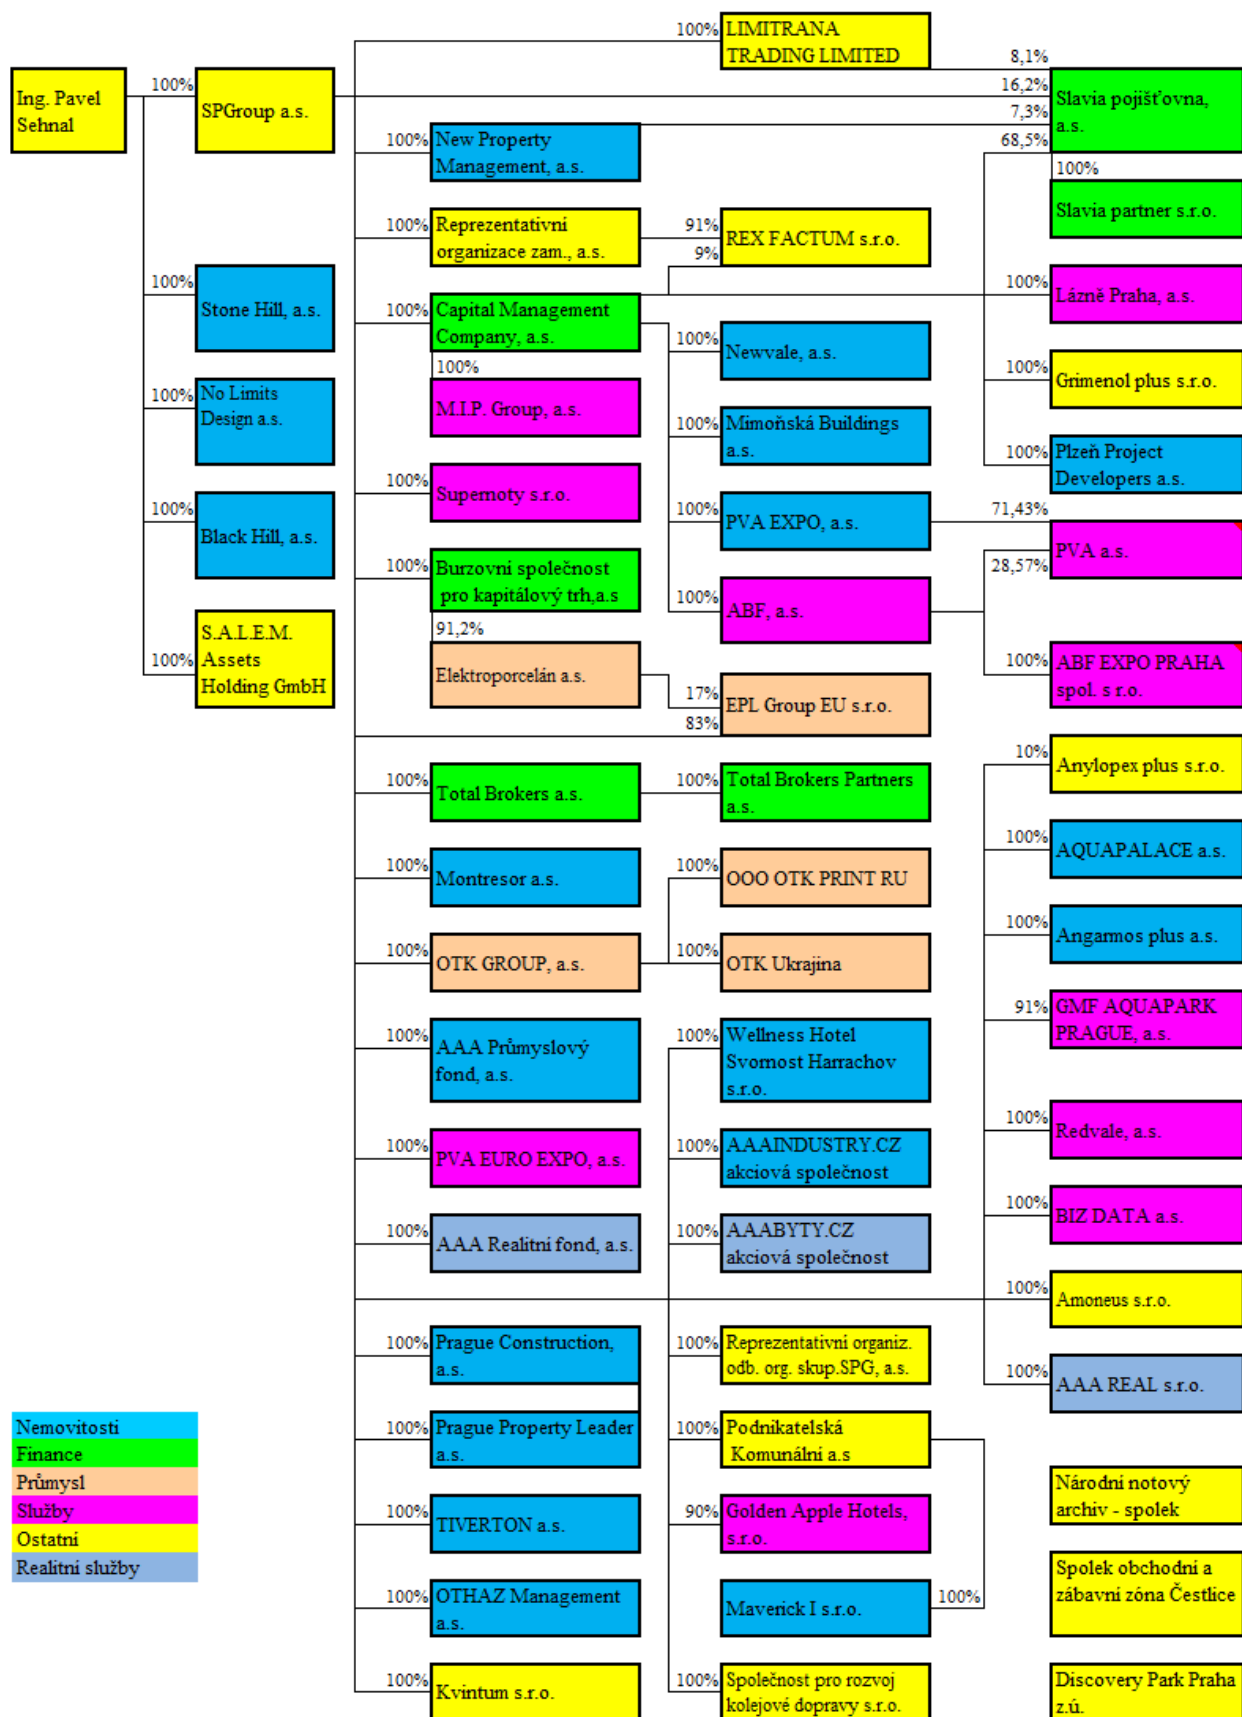 100%
LIMITRANA
TRADING LIMITED
8,1%
Ing. Pavel
Sehnal
100%
SPGroup a.s.
16,2%
Slavia pojišťovna,
a.s.
7,3%
100%
New Property
Management, a.s.
68,5%
100%
Slavia partner s.r.o.
100%
Reprezentativní
organizace zam., a.s.
91%
REX FACTUM s.r.o.
9%
100%
Stone Hill, a.s.
100%
Capital Management
Company, a.s.
100%
Lázně Praha, a.s.
100%
Newvale, a.s.
100%
M.I.P. Group, a.s.
100%
Grimenol plus s.r.o.
100%
No Limits
Design a.s.
100%
Mimoňská Buildings
a.s.
100%
Plzeň Project
Developers a.s.
100%
Supernoty s.r.o.
100%
Black Hill, a.s.
100%
PVA EXPO, a.s.
71,43%
PVA a.s.
28,57%
100%
Burzovní společnost
pro kapitálový trh,a.s
100%
ABF, a.s.
91,2%
Elektroporcelán a.s.
100%
S.A.L.E.M.
Assets
Holding GmbH
100%
ABF EXPO PRAHA
spol. s r.o.
17%
EPL Group EU s.r.o.
83%
10%
Anylopex plus s.r.o.
100%
Total Brokers a.s.
100%
Total Brokers Partners
a.s.
100%
AQUAPALACE a.s.
100%
Montresor a.s.
100%
OOO OTK PRINT RU
100%
Angarmos plus a.s.
100%
OTK GROUP, a.s.
100%
OTK Ukrajina
91%
GMF AQUAPARK
PRAGUE, a.s.
100%
AAA Průmyslový
fond, a.s.
100%
Wellness Hotel
Svornost Harrachov
s.r.o.
100%
Redvale, a.s.
100%
PVA EURO EXPO, a.s.
100%
AAAINDUSTRY.CZ
akciová společnost
100%
BIZ DATA a.s.
100%
AAA Realitní fond, a.s.
100%
AAABYTY.CZ
akciová společnost
100%
Amoneus s.r.o.
100%
Prague Construction,
a.s.
100%
Reprezentativní organiz.
odb. org. skup.SPG, a.s.
100%
AAA REAL s.r.o.
100%
Prague Property Leader
a.s.
100%
Podnikatelská
Komunální a.s
Nemovitosti
Finance
Průmysl
Služby
Ostatní
Realitní služby
Národní notový
archiv - spolek
100%
TIVERTON a.s.
90%
Golden Apple Hotels,
s.r.o.
Spolek obchodní a
zábavní zóna Čestlice
100%
OTHAZ Management
a.s.
Maverick I s.r.o.
100%
100%
Kvintum s.r.o.
100%
Společnost pro rozvoj
kolejové dopravy s.r.o.
Discovery Park Praha
z.ú.